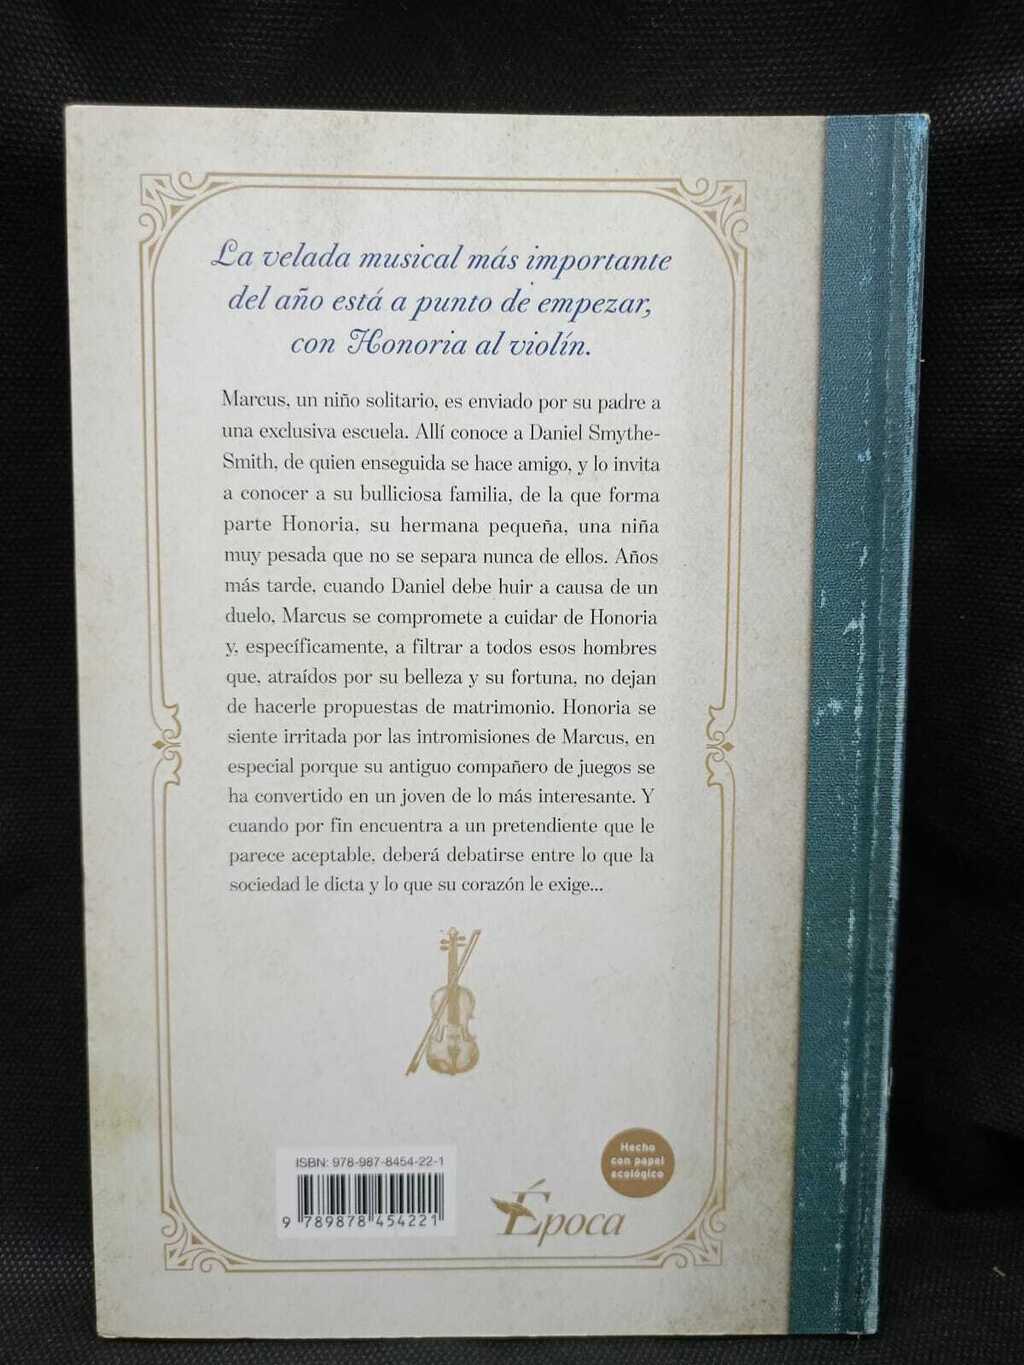 La velada musical más importante
del año está a punto de empezar,
con Honoria al violín.
Marcus, un niño solitario, es enviado por su padre a
una exclusiva escuela. Allí conoce a Daniel Smythe-
Smith, de quien enseguida se hace amigo, y lo invita
a conocer a su bulliciosa familia, de la que forma
parte Honoria, su hermana pequeña, una niña
muy pesada que no se separa nunca de ellos. Años
más tarde, cuando Daniel debe huir a causa de un
duelo, Marcus se compromete a cuidar de Honoria
y, específicamente, a filtrar a todos esos hombres
que, atraídos por su belleza y su fortuna, no dejan
de hacerle propuestas de matrimonio. Honoria se
siente irritada por las intromisiones de Marcus, en
especial porque su antiguo compañero de juegos se
ha convertido en un joven de lo más interesante. Y
cuando por fin encuentra a un pretendiente que le
parece aceptable, deberá debatirse entre lo que la
sociedad le dicta y lo que su corazón le exige...
Hecho
con papel
ecológico
ISBN: 978-987-8454-22-1
9 789878 454221
Época